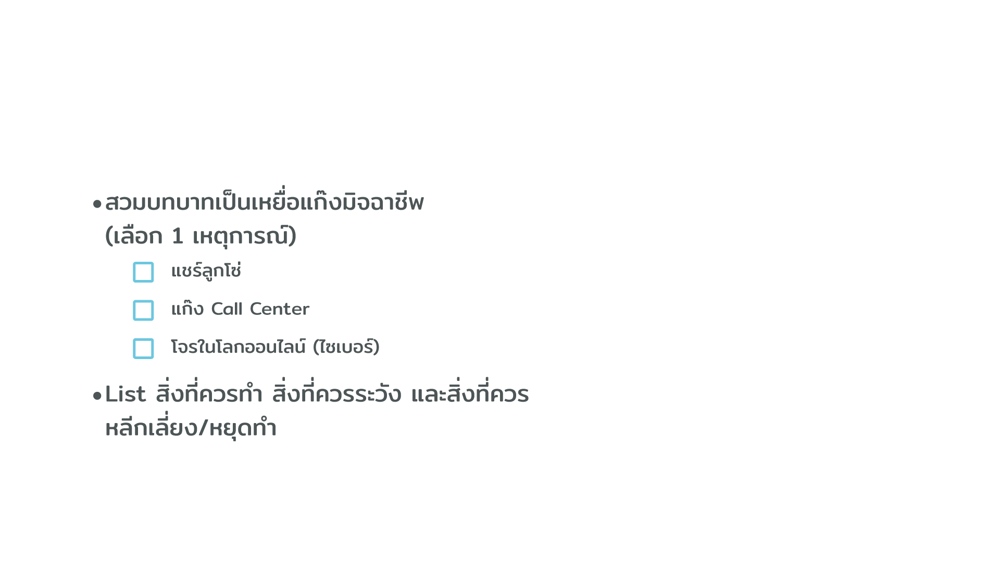 •สวมบทบาทเป็นเหยื่อแก๊งมิจฉาชีพ
(เลือก 1 เหตุการณ์)
แชร์ลูกโซ่
แก๊ง Call Center
โจรในโลกออนไลน์ (ไซเบอร์)
•List สิ่งที่ควรทำ สิ่งที่ควรระวัง และสิ่งที่ควร
หลีกเลี่ยง/หยุดทำ